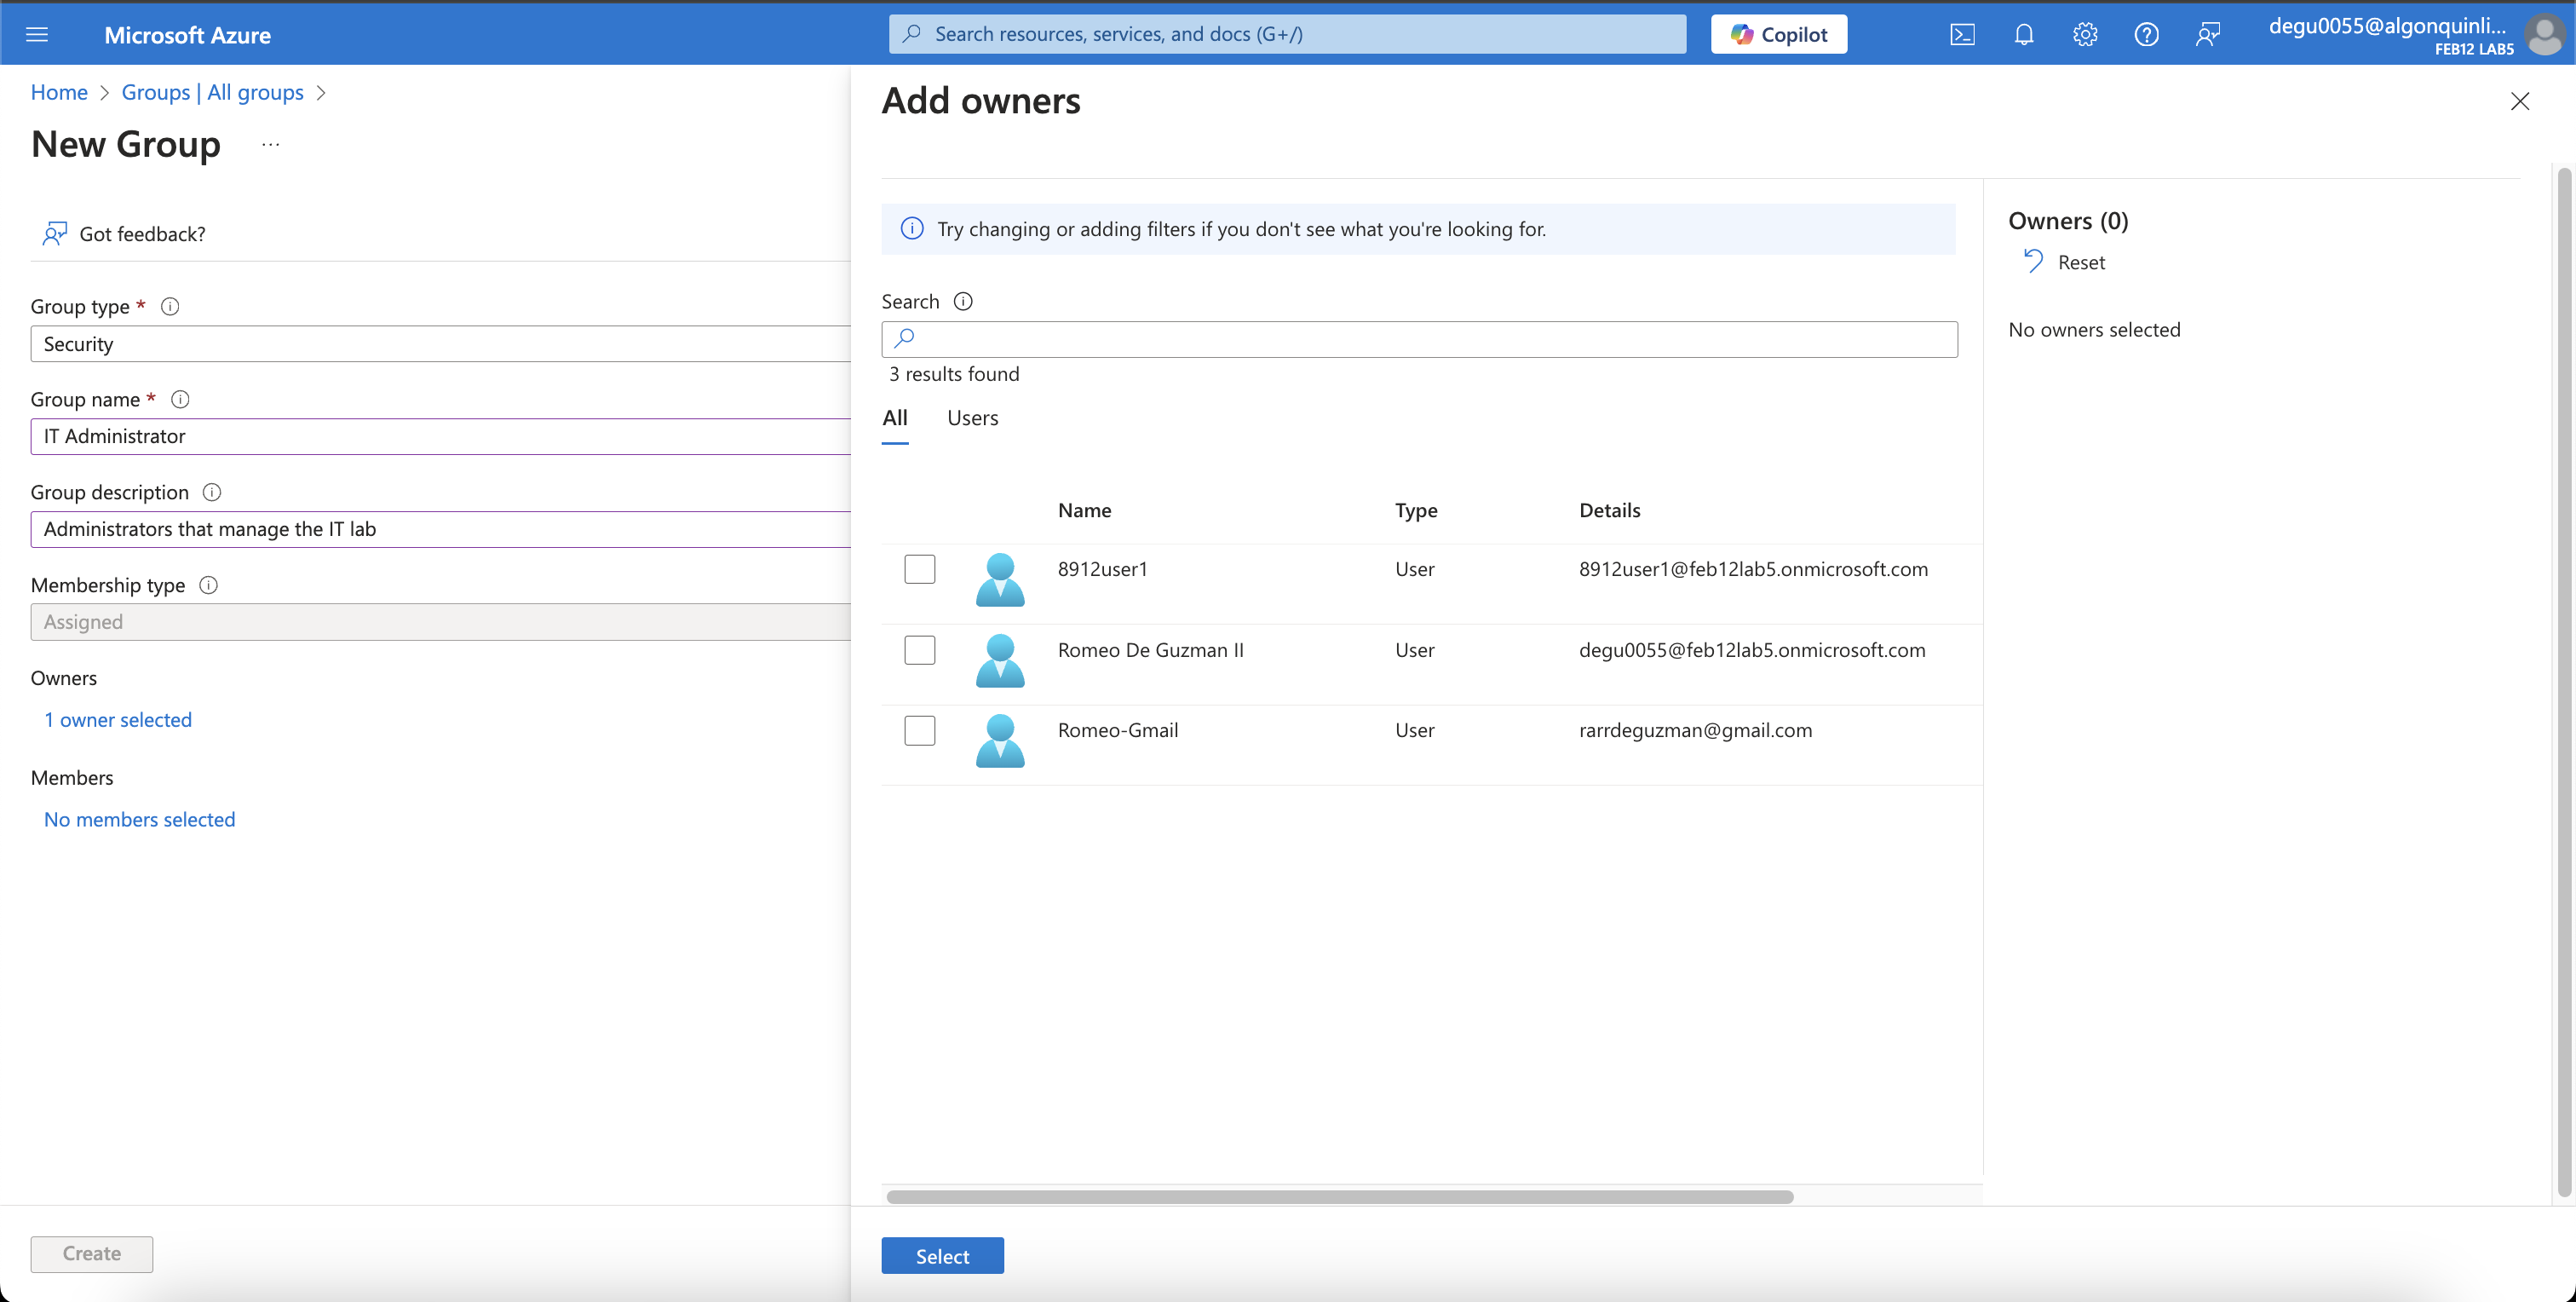 Microsoft Azure
Search resources, services, and docs (G+/)
Copilot
degu0055@algonquinli...
FEB12 LAB5
Home > Groups | All groups >
New Group ...
Got feedback?
Group type *
Security
Group name *
IT Administrator
Group description
Administrators that manage the IT lab
Membership type
Assigned
Owners
1 owner selected
Members
No members selected
Create
Add owners
Try changing or adding filters if you don't see what you're looking for.
Search
3 results found
All Users
Name Type Details
8912user1 User 8912user1@feb12lab5.onmicrosoft.com
Romeo De Guzman II User degu0055@feb12lab5.onmicrosoft.com
Romeo-Gmail User rarrdeguzman@gmail.com
Select
Owners (0)
Reset
No owners selected